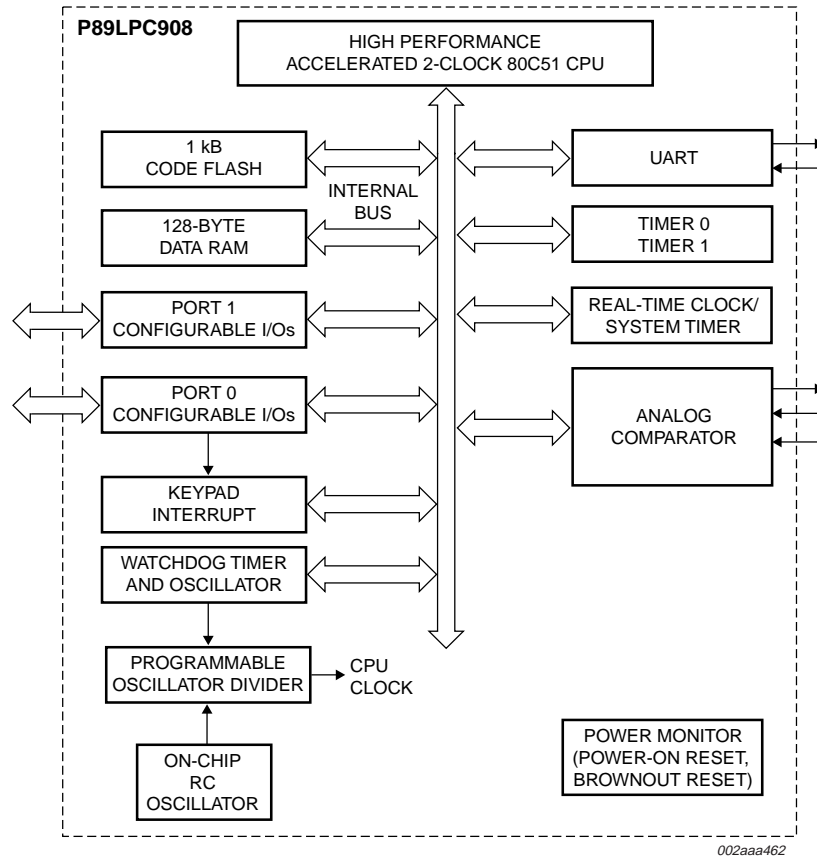 P89LPC908
HIGH PERFORMANCE
ACCELERATED 2-CLOCK 80C51 CPU
1 kB
CODE FLASH
INTERNAL
BUS
UART
128-BYTE
DATA RAM
TIMER 0
TIMER 1
PORT 1
CONFIGURABLE I/Os
REAL-TIME CLOCK/
SYSTEM TIMER
PORT 0
CONFIGURABLE I/Os
ANALOG
COMPARATOR
KEYPAD
INTERRUPT
WATCHDOG TIMER
AND OSCILLATOR
PROGRAMMABLE
OSCILLATOR DIVIDER
CPU
CLOCK
ON-CHIP
RC
OSCILLATOR
POWER MONITOR
(POWER-ON RESET,
BROWNOUT RESET)
002aaa462